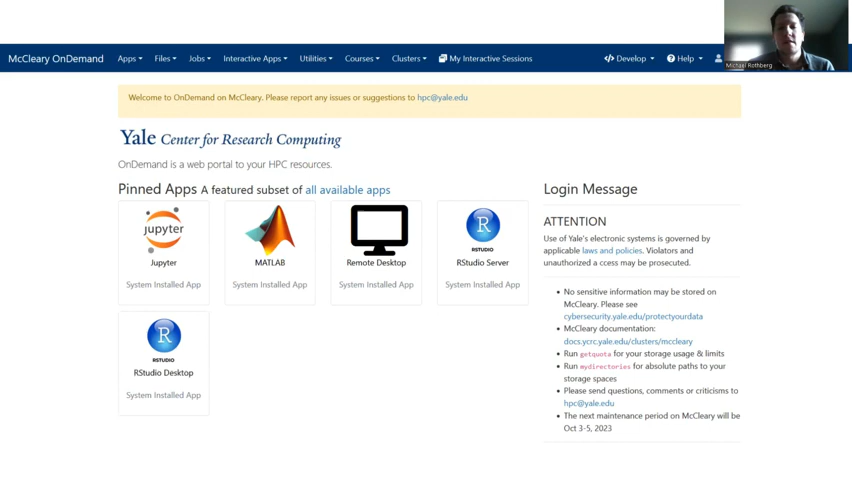 McCleary OnDemand Apps Files Jobs Interactive Apps Utilities Courses Clusters My Interactive Sessions </> Develop Help
Michael Rothberg
Welcome to OnDemand on McCleary. Please report any issues or suggestions to hpc@yale.edu
Yale Center for Research Computing
OnDemand is a web portal to your HPC resources.
Pinned Apps A featured subset of all available apps
jupyter
Jupyter
System Installed App
MATLAB
System Installed App
Remote Desktop
System Installed App
R
RSTUDIO
RStudio Server
System Installed App
R
RSTUDIO
RStudio Desktop
System Installed App
Login Message
ATTENTION
Use of Yale's electronic systems is governed by
applicable laws and policies. Violators and
unauthorized a ccess may be prosecuted.
No sensitive information may be stored on
McCleary. Please see
cybersecurity.yale.edu/protectyourdata
McCleary documentation:
docs.ycrc.yale.edu/clusters/mccleary
Run getquota for your storage usage & limits
Run mydirectories for absolute paths to your
storage spaces
Please send questions, comments or criticisms to
hpc@yale.edu
The next maintenance period on McCleary will be
Oct 3-5, 2023